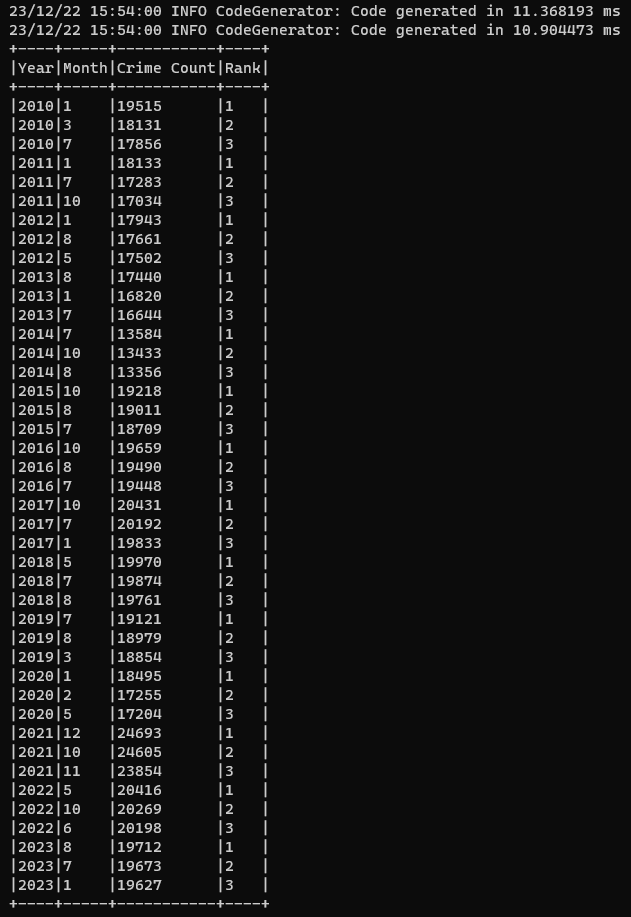 23/12/22 15:54:00 INFO CodeGenerator: Code generated in 11.368193 ms
23/12/22 15:54:00 INFO CodeGenerator: Code generated in 10.904473 ms
+----+-----+-----------+----+
|Year|Month|Crime Count|Rank|
+----+-----+-----------+----+
|2010|1    |19515      |1   |
|2010|3    |18131      |2   |
|2010|7    |17856      |3   |
|2011|1    |18133      |1   |
|2011|7    |17283      |2   |
|2011|10   |17034      |3   |
|2012|1    |17943      |1   |
|2012|8    |17661      |2   |
|2012|5    |17502      |3   |
|2013|8    |17440      |1   |
|2013|1    |16820      |2   |
|2013|7    |16644      |3   |
|2014|7    |13584      |1   |
|2014|10   |13433      |2   |
|2014|8    |13356      |3   |
|2015|10   |19218      |1   |
|2015|8    |19011      |2   |
|2015|7    |18709      |3   |
|2016|10   |19659      |1   |
|2016|8    |19490      |2   |
|2016|7    |19448      |3   |
|2017|10   |20431      |1   |
|2017|7    |20192      |2   |
|2017|1    |19833      |3   |
|2018|5    |19970      |1   |
|2018|7    |19874      |2   |
|2018|8    |19761      |3   |
|2019|7    |19121      |1   |
|2019|8    |18979      |2   |
|2019|3    |18854      |3   |
|2020|1    |18495      |1   |
|2020|2    |17255      |2   |
|2020|5    |17204      |3   |
|2021|12   |24693      |1   |
|2021|10   |24605      |2   |
|2021|11   |23854      |3   |
|2022|5    |20416      |1   |
|2022|10   |20269      |2   |
|2022|6    |20198      |3   |
|2023|8    |19712      |1   |
|2023|7    |19673      |2   |
|2023|1    |19627      |3   |
+----+-----+-----------+----+